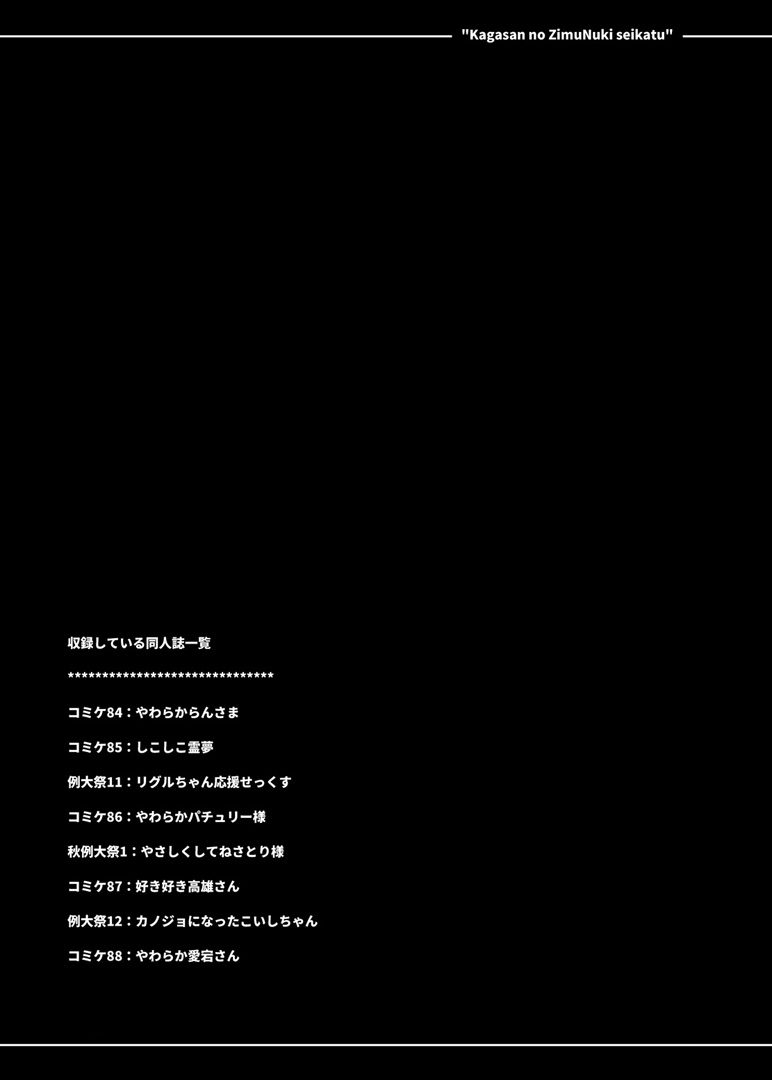 "Kagasan no ZimuNuki seikatu"
収録している同人誌一覧
******************************
コミケ84：やわらからんさま
コミケ85：しこしこ霊夢
例大祭11：リグルちゃん応援せっくす
コミケ86：やわらかパチュリー様
秋例大祭1：やさしくしてねさとり様
コミケ87：好き好き高雄さん
例大祭12：カノジョになったこいしちゃん
コミケ88：やわらか愛宕さん